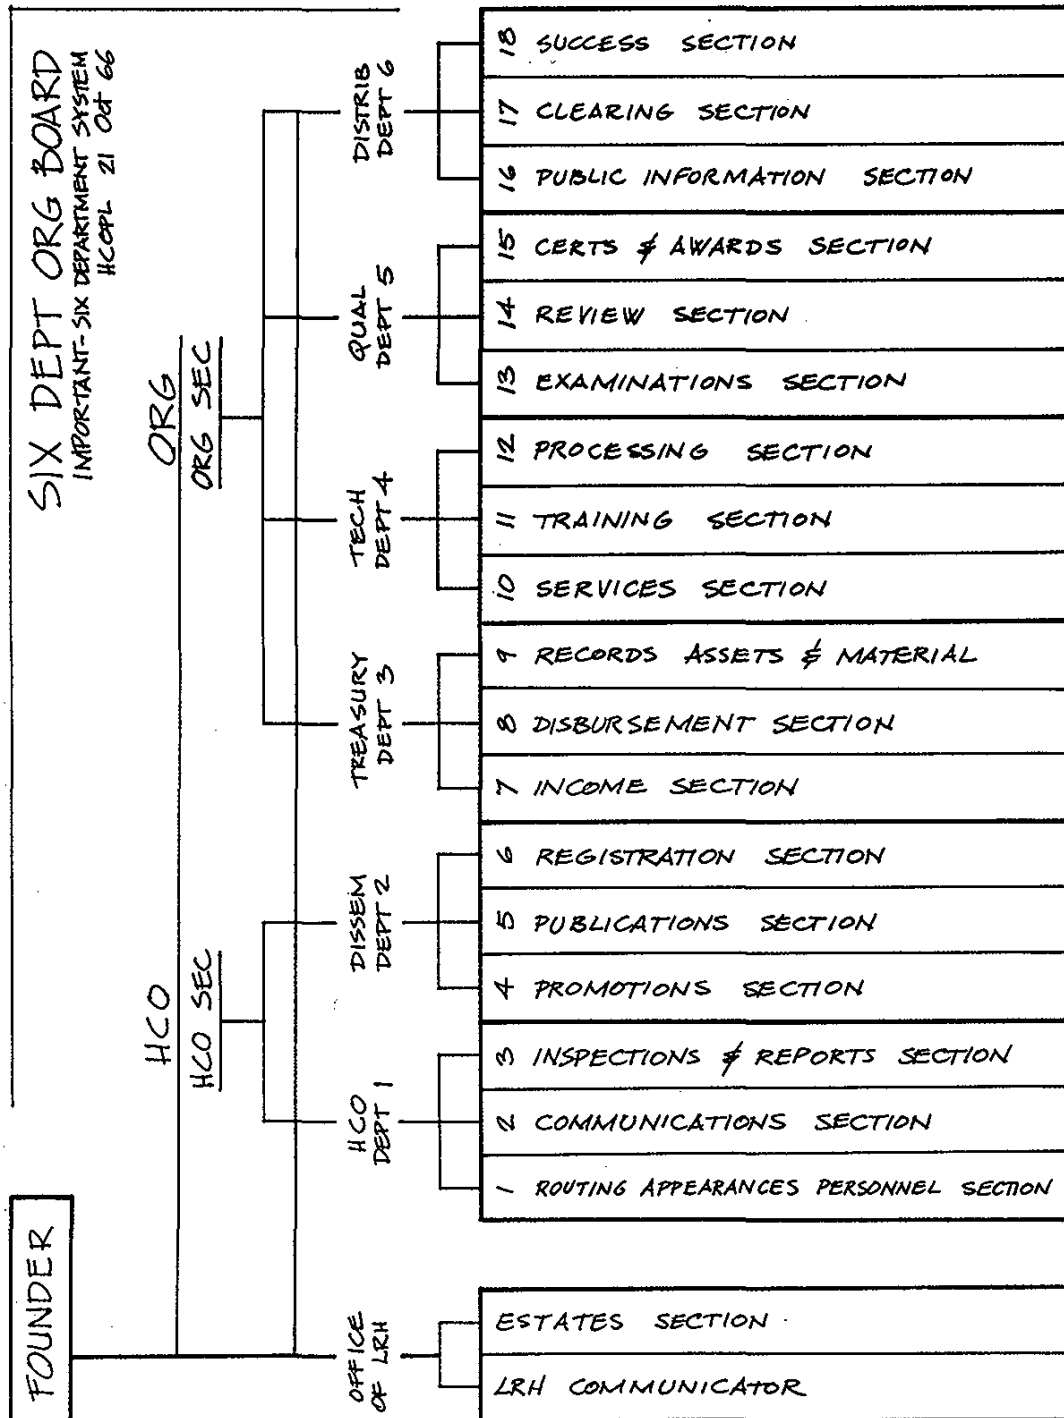 SIX DEPT ORG BOARD
IMPORTANT-SIX DEPARTMENT SYSTEM
HCOPL 21 Oct 66
FOUNDER
HCO
HCO SEC
ORG
ORG SEC
OFFICE
OF LRH
HCO
DEPT 1
DISSEM
DEPT 2
TREASURY
DEPT 3
TECH
DEPT 4
QUAL
DEPT 5
DISTRIB
DEPT 6
18 SUCCESS SECTION
17 CLEARING SECTION
16 PUBLIC INFORMATION SECTION
15 CERTS & AWARDS SECTION
14 REVIEW SECTION
13 EXAMINATIONS SECTION
12 PROCESSING SECTION
11 TRAINING SECTION
10 SERVICES SECTION
9 RECORDS ASSETS & MATERIAL
8 DISBURSEMENT SECTION
7 INCOME SECTION
6 REGISTRATION SECTION
5 PUBLICATIONS SECTION
4 PROMOTIONS SECTION
3 INSPECTIONS & REPORTS SECTION
2 COMMUNICATIONS SECTION
1 ROUTING APPEARANCES PERSONNEL SECTION
ESTATES SECTION
LRH COMMUNICATOR